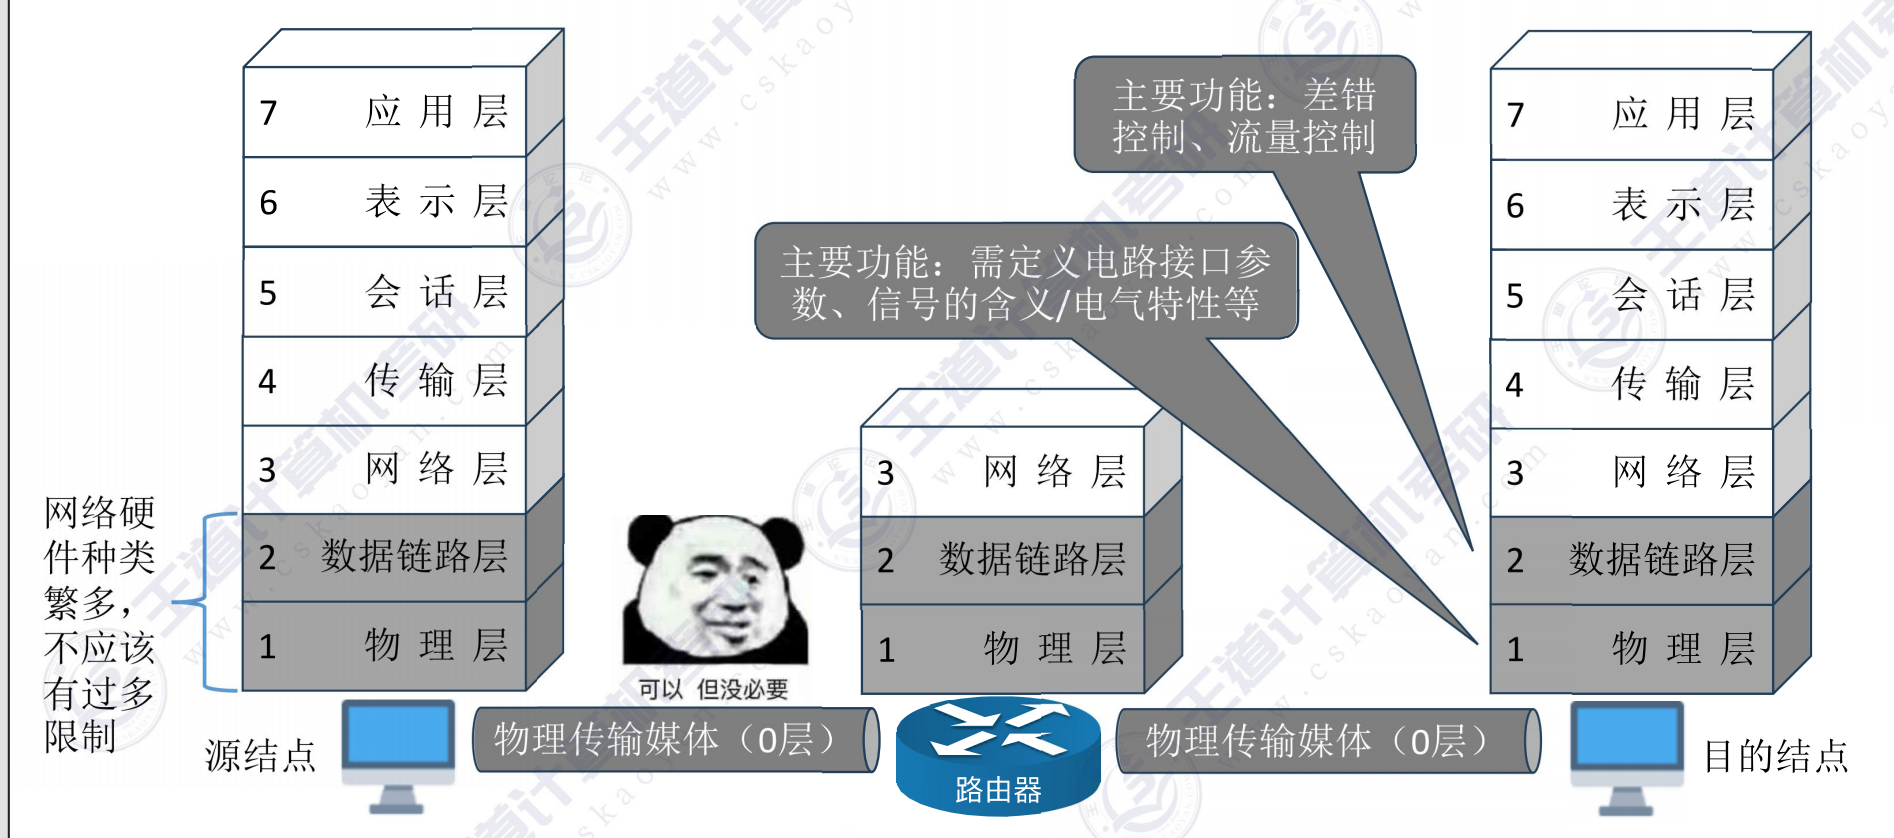 7 应用层
6 表示层
5 会话层
4 传输层
3 网络层
2 数据链路层
1 物理层
网络硬
件种类
繁多，
不应该
有过多
限制
源结点
可以 但没必要
物理传输媒体（0层）
主要功能：需定义电路接口参
数、信号的含义/电气特性等
3 网络层
2 数据链路层
1 物理层
路由器
物理传输媒体（0层）
主要功能：差错
控制、流量控制
7 应用层
6 表示层
5 会话层
4 传输层
3 网络层
2 数据链路层
1 物理层
目的结点
王道计算机考研
www.cskaoyan.com